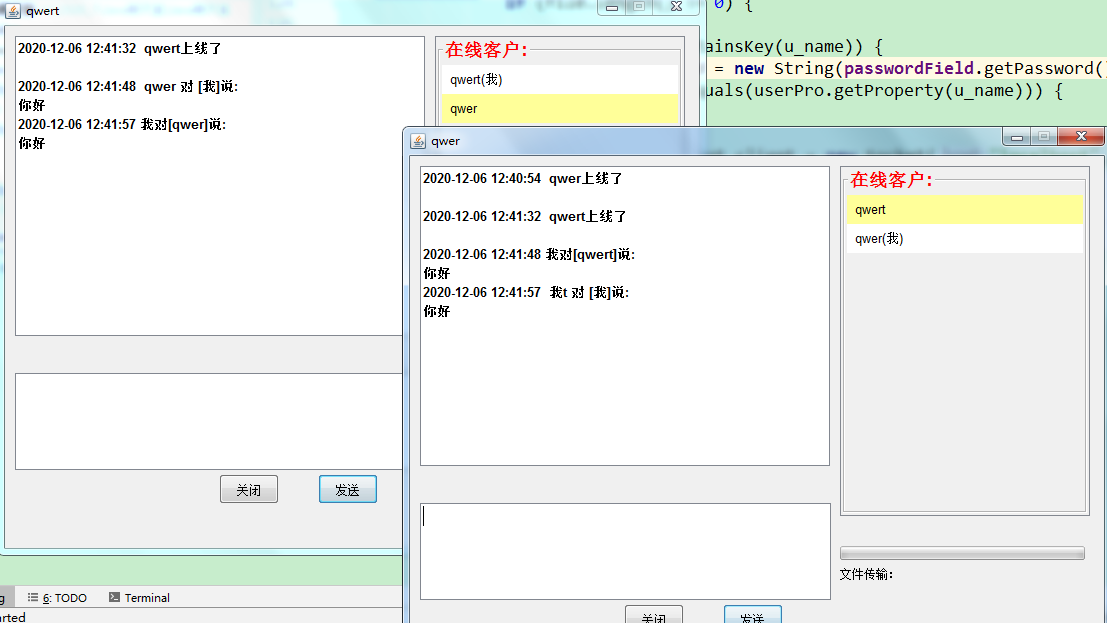 qwert
2020-12-06 12:41:32 qwert上线了
2020-12-06 12:41:48 qwer 对 [我]说:
你好
2020-12-06 12:41:57 我对[qwer]说:
你好
在线客户:
qwert(我)
qwer
关闭
发送
0) {
ainsKey(u_name)) {
= new String(passwordField.getPassword(
uals(userPro.getProperty(u_name))) {
qwer
2020-12-06 12:40:54 qwer上线了
2020-12-06 12:41:32 qwert上线了
2020-12-06 12:41:48 我对[qwert]说:
你好
2020-12-06 12:41:57 我t 对 [我]说:
你好
在线客户:
qwert
qwer(我)
文件传输:
关闭
发送
g
6: TODO
Terminal
arted